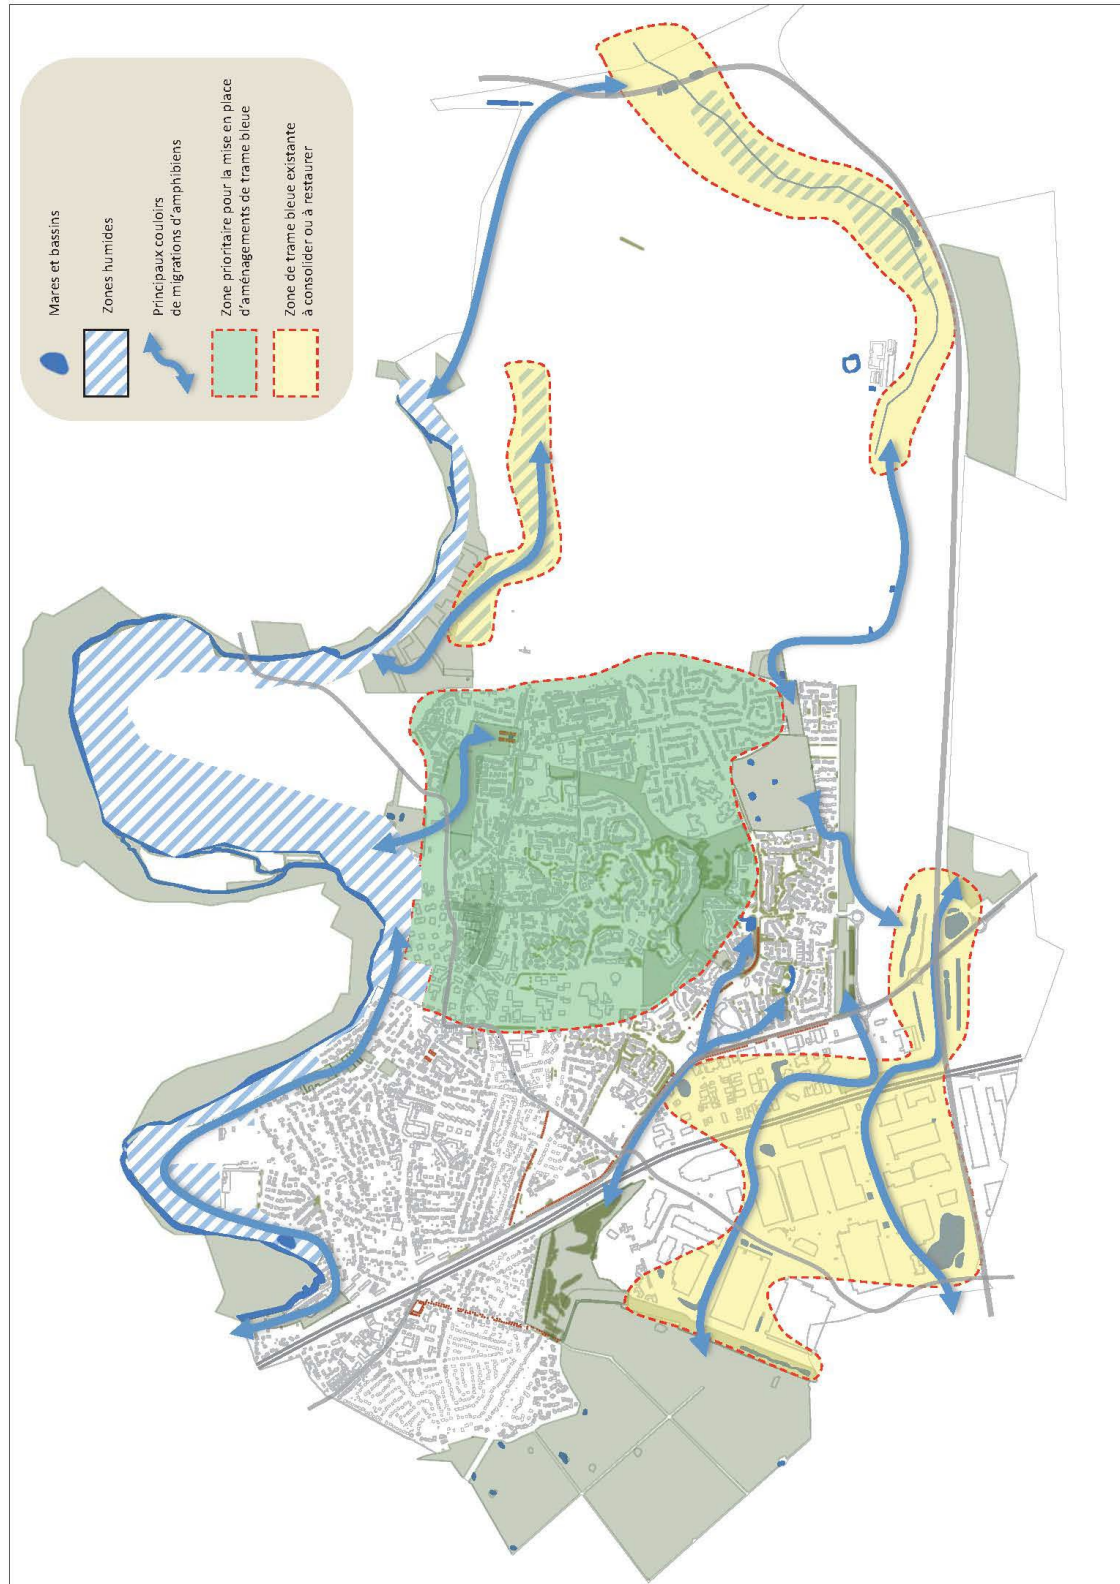 Mares et bassins
Zones humides
Principaux couloirs
de migrations d'amphibiens
Zone prioritaire pour la mise en place
d'aménagements de trame bleue
Zone de trame bleue existante
à consolider ou à restaurer